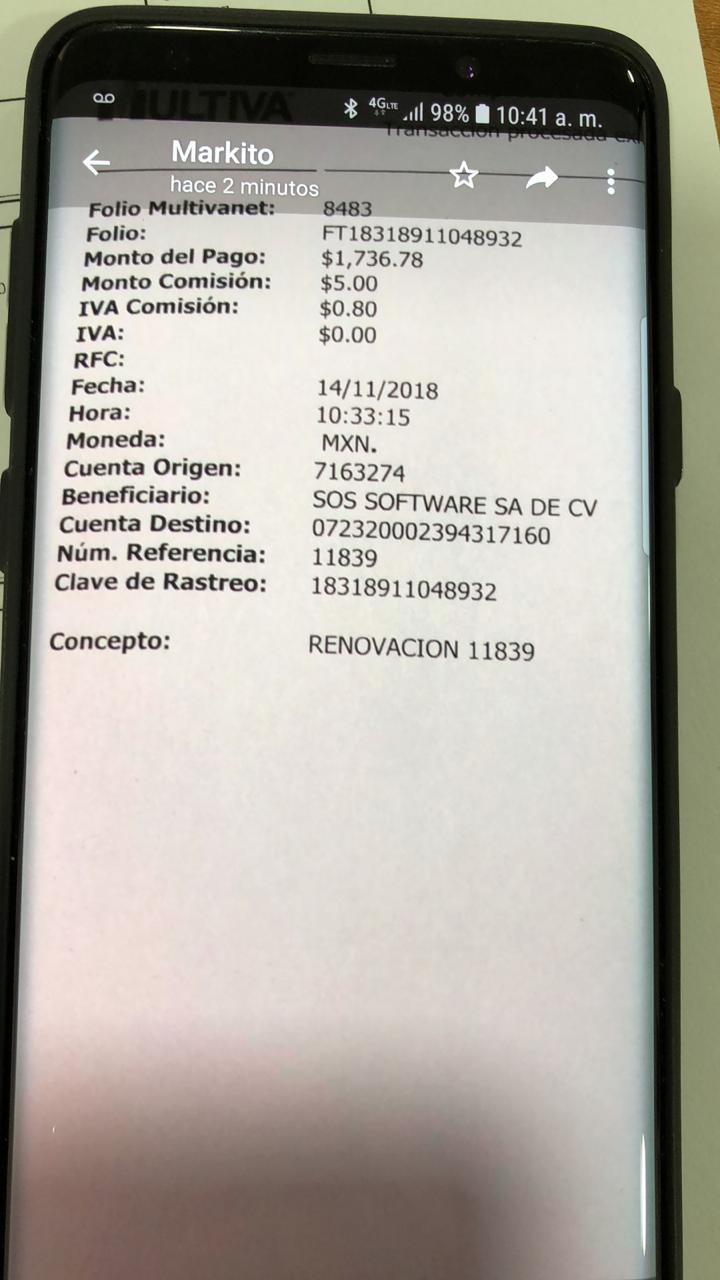 98% 10:41 a. m.
MULTIVA
4G LTE
Transacción procesada
Markito
hace 2 minutos
Folio Multivanet: 8483
Folio: FT18318911048932
Monto del Pago: $1,736.78
Monto Comisión: $5.00
IVA Comisión: $0.80
IVA: $0.00
RFC:
Fecha: 14/11/2018
Hora: 10:33:15
Moneda: MXN.
Cuenta Origen: 7163274
Beneficiario: SOS SOFTWARE SA DE CV
Cuenta Destino: 072320002394317160
Núm. Referencia: 11839
Clave de Rastreo: 18318911048932
Concepto: RENOVACION 11839